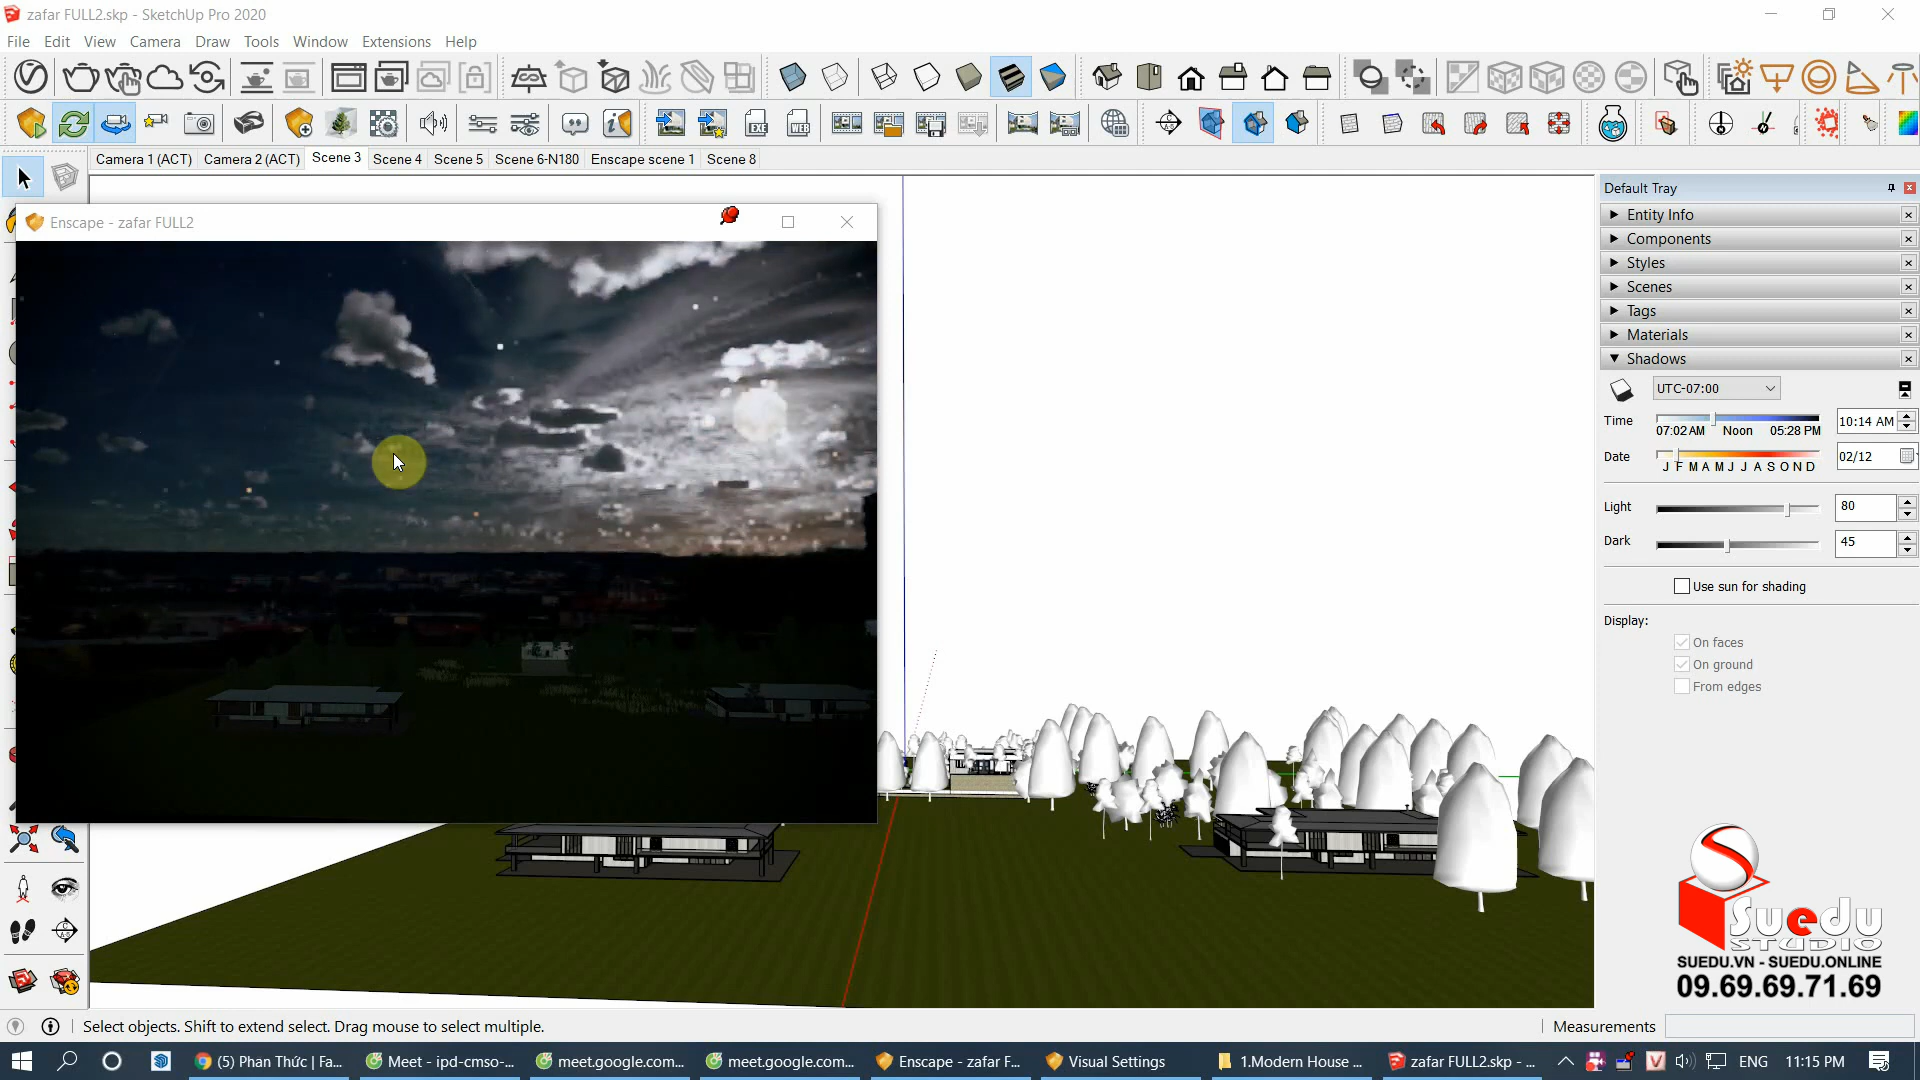 zafar FULL2.skp - SketchUp Pro 2020
File Edit View Camera Draw Tools Window Extensions Help
Camera 1 (ACT) Camera 2 (ACT) Scene 3 Scene 4 Scene 5 Scene 6-N180 Enscape scene 1 Scene 8
Enscape - zafar FULL2
Default Tray
Entity Info
Components
Styles
Scenes
Tags
Materials
Shadows
UTC-07:00
Time 07:02 AM Noon 05:28 PM 10:14 AM
Date J F M A M J J A S O N D 02/12
Light 80
Dark 45
Use sun for shading
Display:
On faces
On ground
From edges
Suedu
STUDIO
SUEDU.VN - SUEDU.ONLINE
09.69.69.71.69
Select objects. Shift to extend select. Drag mouse to select multiple.
Measurements
(5) Phan Thức | Fa... Meet - ipd-cmso-... meet.google.com... meet.google.com... Enscape - zafar F... Visual Settings 1.Modern House ... zafar FULL2.skp - ... ENG 11:15 PM